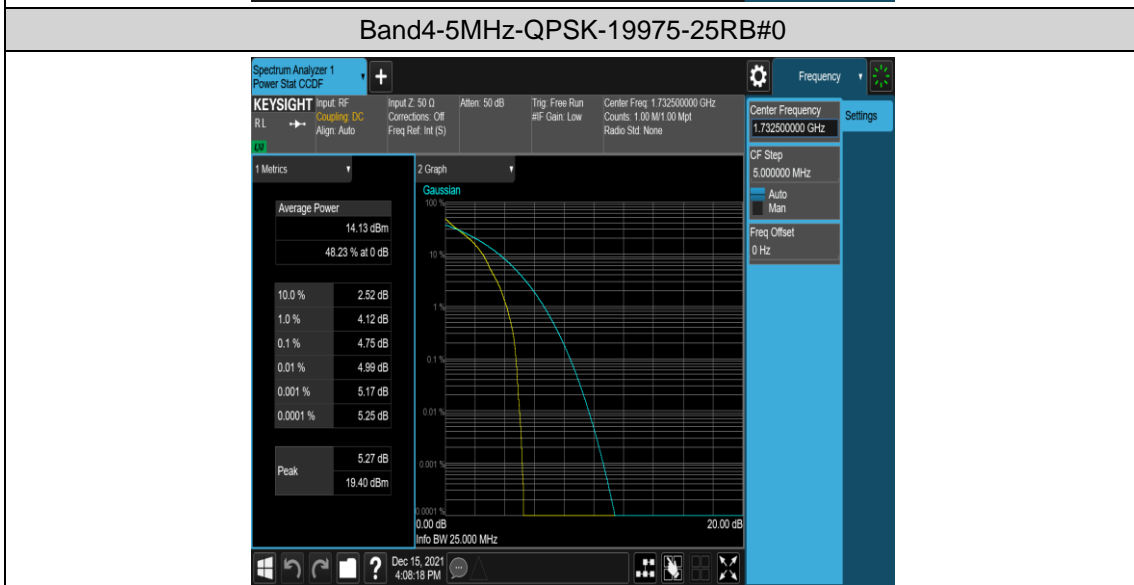 Band4-5MHz-QPSK-19975-25RB#0
Spectrum Analyzer 1
Power Stat CCDF
+
Frequency
KEYSIGHT
RL
Input: RF
Coupling: DC
Align: Auto
Input Z: 50 Ω
Corrections: Off
Freq Ref: Int (S)
Atten: 50 dB
Trig: Free Run
#IF Gain: Low
Center Freq: 1.732500000 GHz
Counts: 1.00 M/1.00 Mpt
Radio Std: None
Center Frequency
1.732500000 GHz
Settings
CF Step
5.000000 MHz
Auto
Man
Freq Offset
0 Hz
1 Metrics
Average Power
14.13 dBm
48.23 % at 0 dB
10.0 % 2.52 dB
1.0 % 4.12 dB
0.1 % 4.75 dB
0.01 % 4.99 dB
0.001 % 5.17 dB
0.0001 % 5.25 dB
Peak
5.27 dB
19.40 dBm
2 Graph
Gaussian
100 %
10 %
1 %
0.1 %
0.01 %
0.001 %
0.0001 %
0.00 dB 20.00 dB
Info BW 25.000 MHz
?
Dec 15, 2021
4:08:18 PM